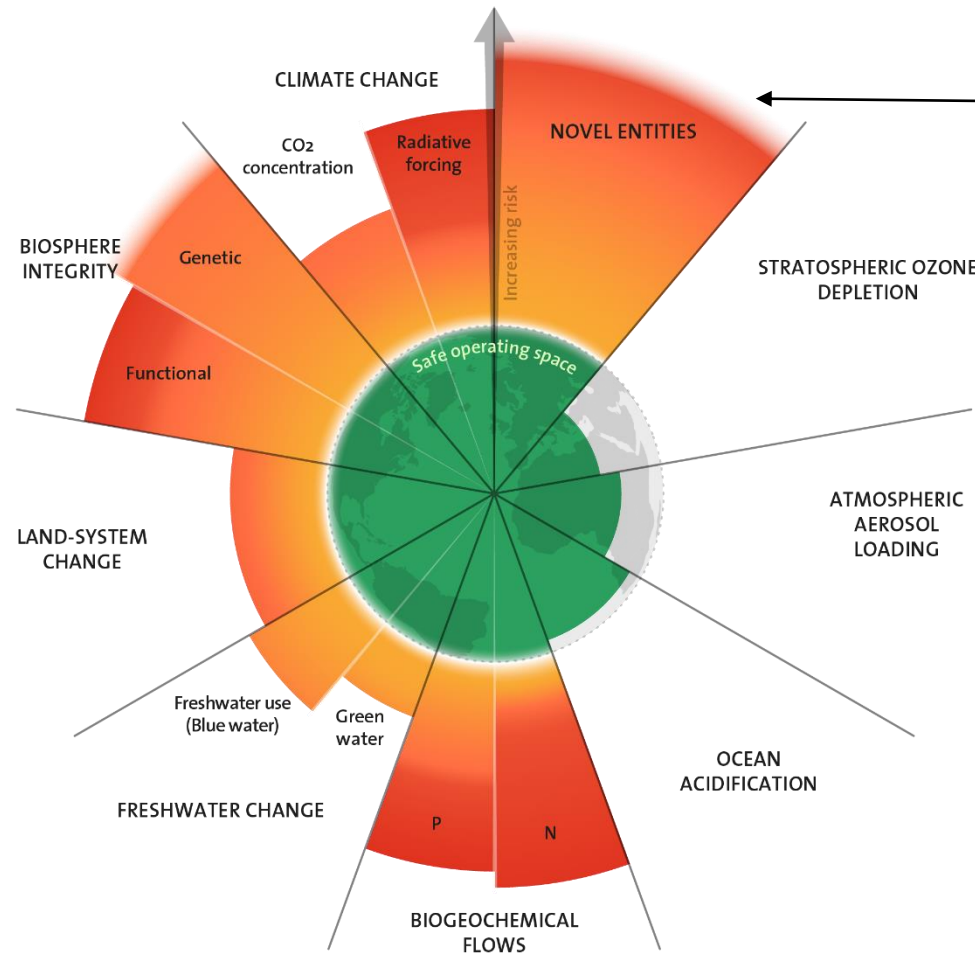 CLIMATE CHANGE
CO2
concentration
Radiative
forcing
NOVEL ENTITIES
Increasing risk
STRATOSPHERIC OZONE
DEPLETION
BIOSPHERE
INTEGRITY
Genetic
Functional
Safe operating space
ATMOSPHERIC
AEROSOL
LOADING
LAND-SYSTEM
CHANGE
Freshwater use
(Blue water)
Green
water
FRESHWATER CHANGE
OCEAN
ACIDIFICATION
P
N
BIOGEOCHEMICAL
FLOWS